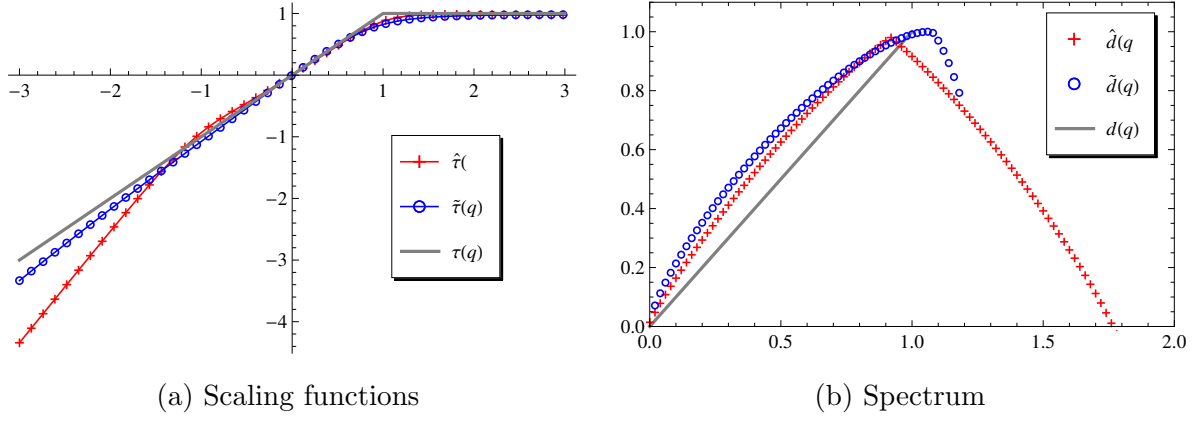 1
−3
−2
−1
1
2
3
−1
−2
−3
−4
τ̂(
τ̃(q)
τ(q)
(a) Scaling functions
1.0
0.8
0.6
0.4
0.2
0.0
0.0
0.5
1.0
1.5
2.0
d̂(q
d̃(q)
d(q)
(b) Spectrum